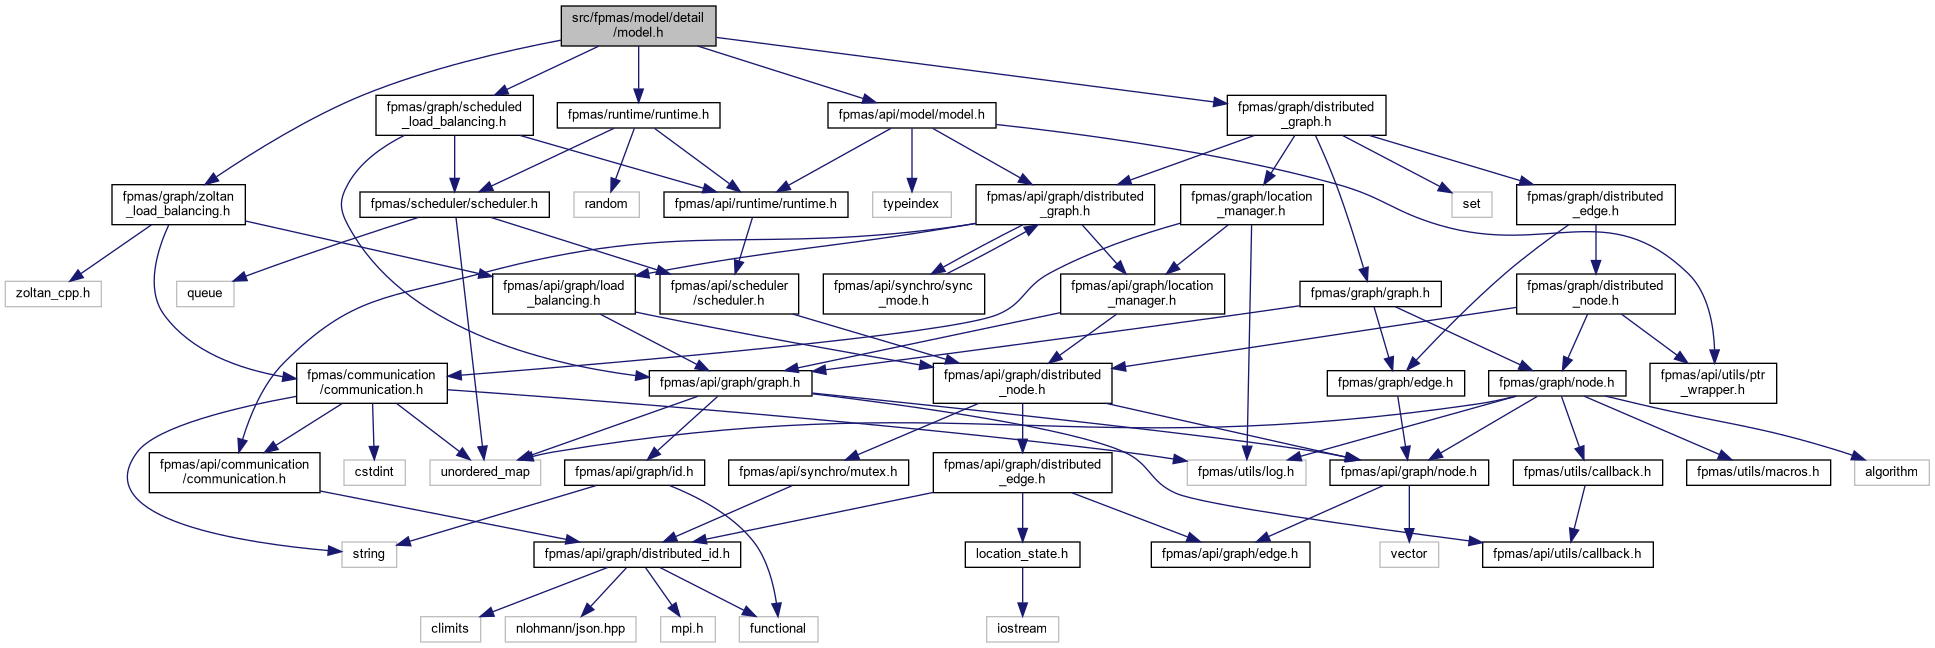 src/fpmas/model/detail
/model.h
fpmas/graph/scheduled
_load_balancing.h
fpmas/runtime/runtime.h
fpmas/api/model/model.h
fpmas/graph/distributed
_graph.h
fpmas/graph/zoltan
_load_balancing.h
fpmas/scheduler/scheduler.h
random
fpmas/api/runtime/runtime.h
typeindex
fpmas/api/graph/distributed
_graph.h
fpmas/graph/location
_manager.h
set
fpmas/graph/distributed
_edge.h
zoltan_cpp.h
queue
fpmas/api/graph/load
_balancing.h
fpmas/api/scheduler
/scheduler.h
fpmas/api/synchro/sync
_mode.h
fpmas/api/graph/location
_manager.h
fpmas/graph/graph.h
fpmas/graph/distributed
_node.h
fpmas/communication
/communication.h
fpmas/api/graph/graph.h
fpmas/api/graph/distributed
_node.h
fpmas/graph/edge.h
fpmas/graph/node.h
fpmas/api/utils/ptr
_wrapper.h
fpmas/api/communication
/communication.h
cstdint
unordered_map
fpmas/api/graph/id.h
fpmas/api/synchro/mutex.h
fpmas/api/graph/distributed
_edge.h
fpmas/utils/log.h
fpmas/api/graph/node.h
fpmas/utils/callback.h
fpmas/utils/macros.h
algorithm
string
fpmas/api/graph/distributed_id.h
location_state.h
fpmas/api/graph/edge.h
vector
fpmas/api/utils/callback.h
climits
nlohmann/json.hpp
mpi.h
functional
iostream